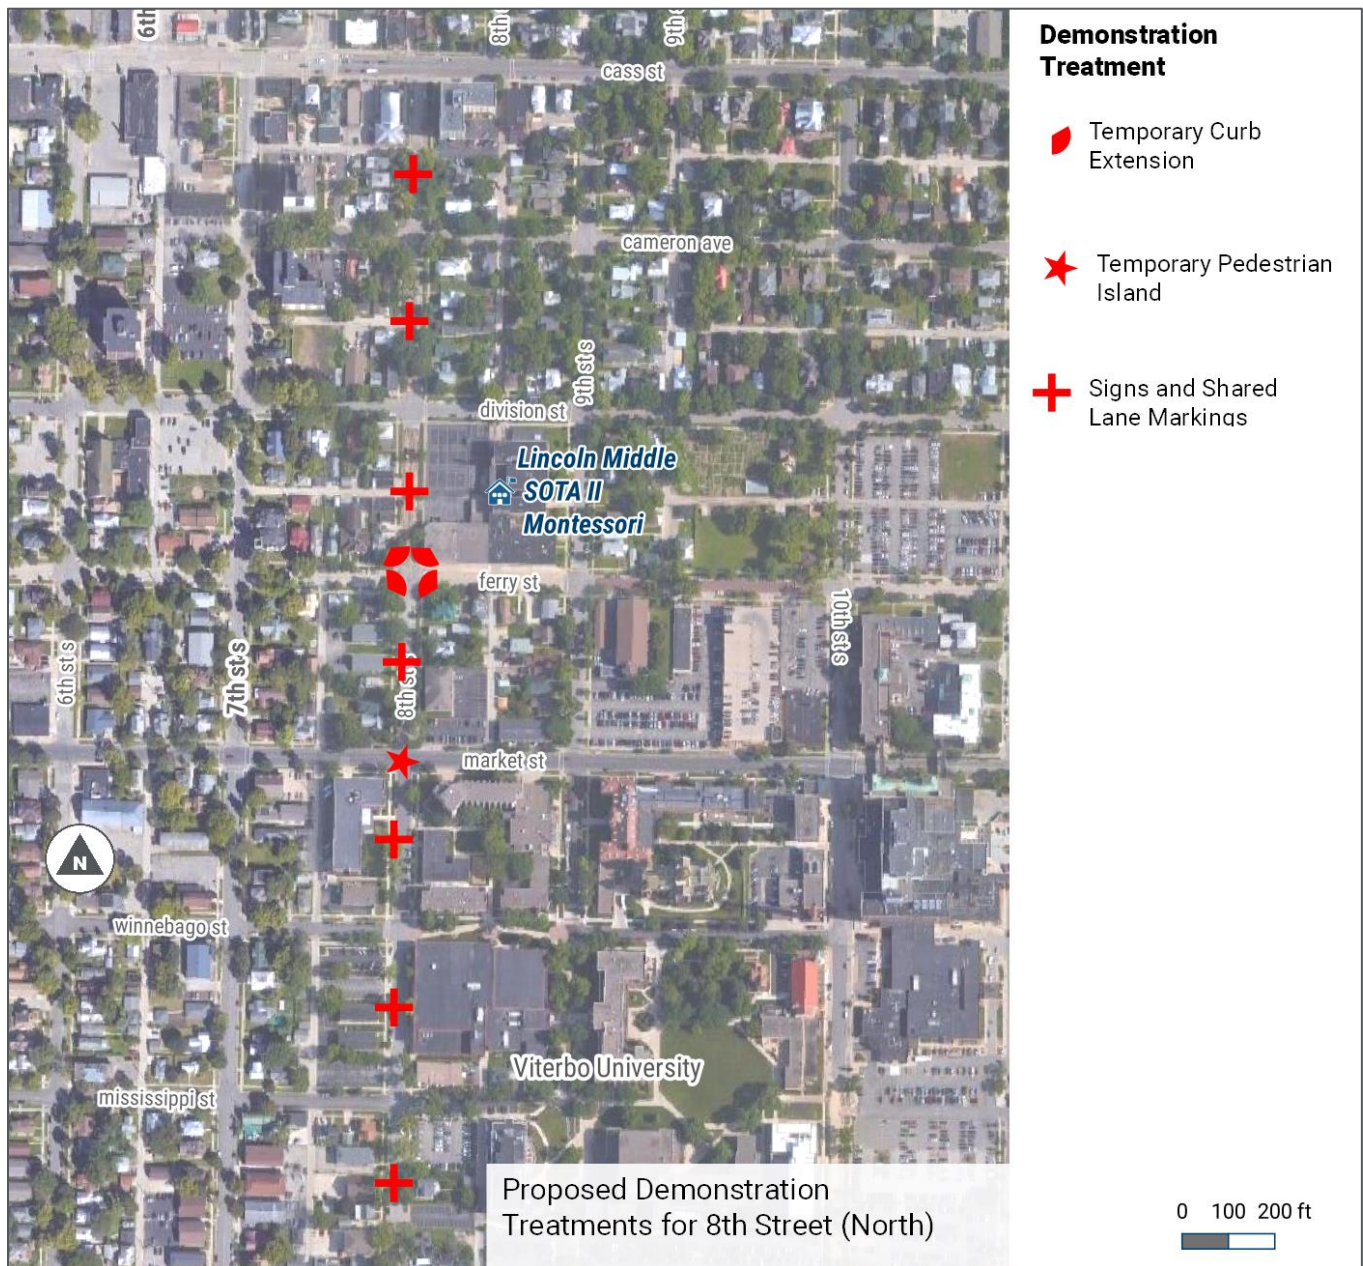 6th
8th
9th
cass st
cameron ave
9th st s
division st
Lincoln Middle
SOTA II
Montessori
ferry st
10th st s
6th st s
7th st s
8th st s
market st
N
winnebago st
Viterbo University
mississippi st
Proposed Demonstration
Treatments for 8th Street (North)
Demonstration
Treatment
Temporary Curb
Extension
Temporary Pedestrian
Island
Signs and Shared
Lane Markings
0 100 200 ft